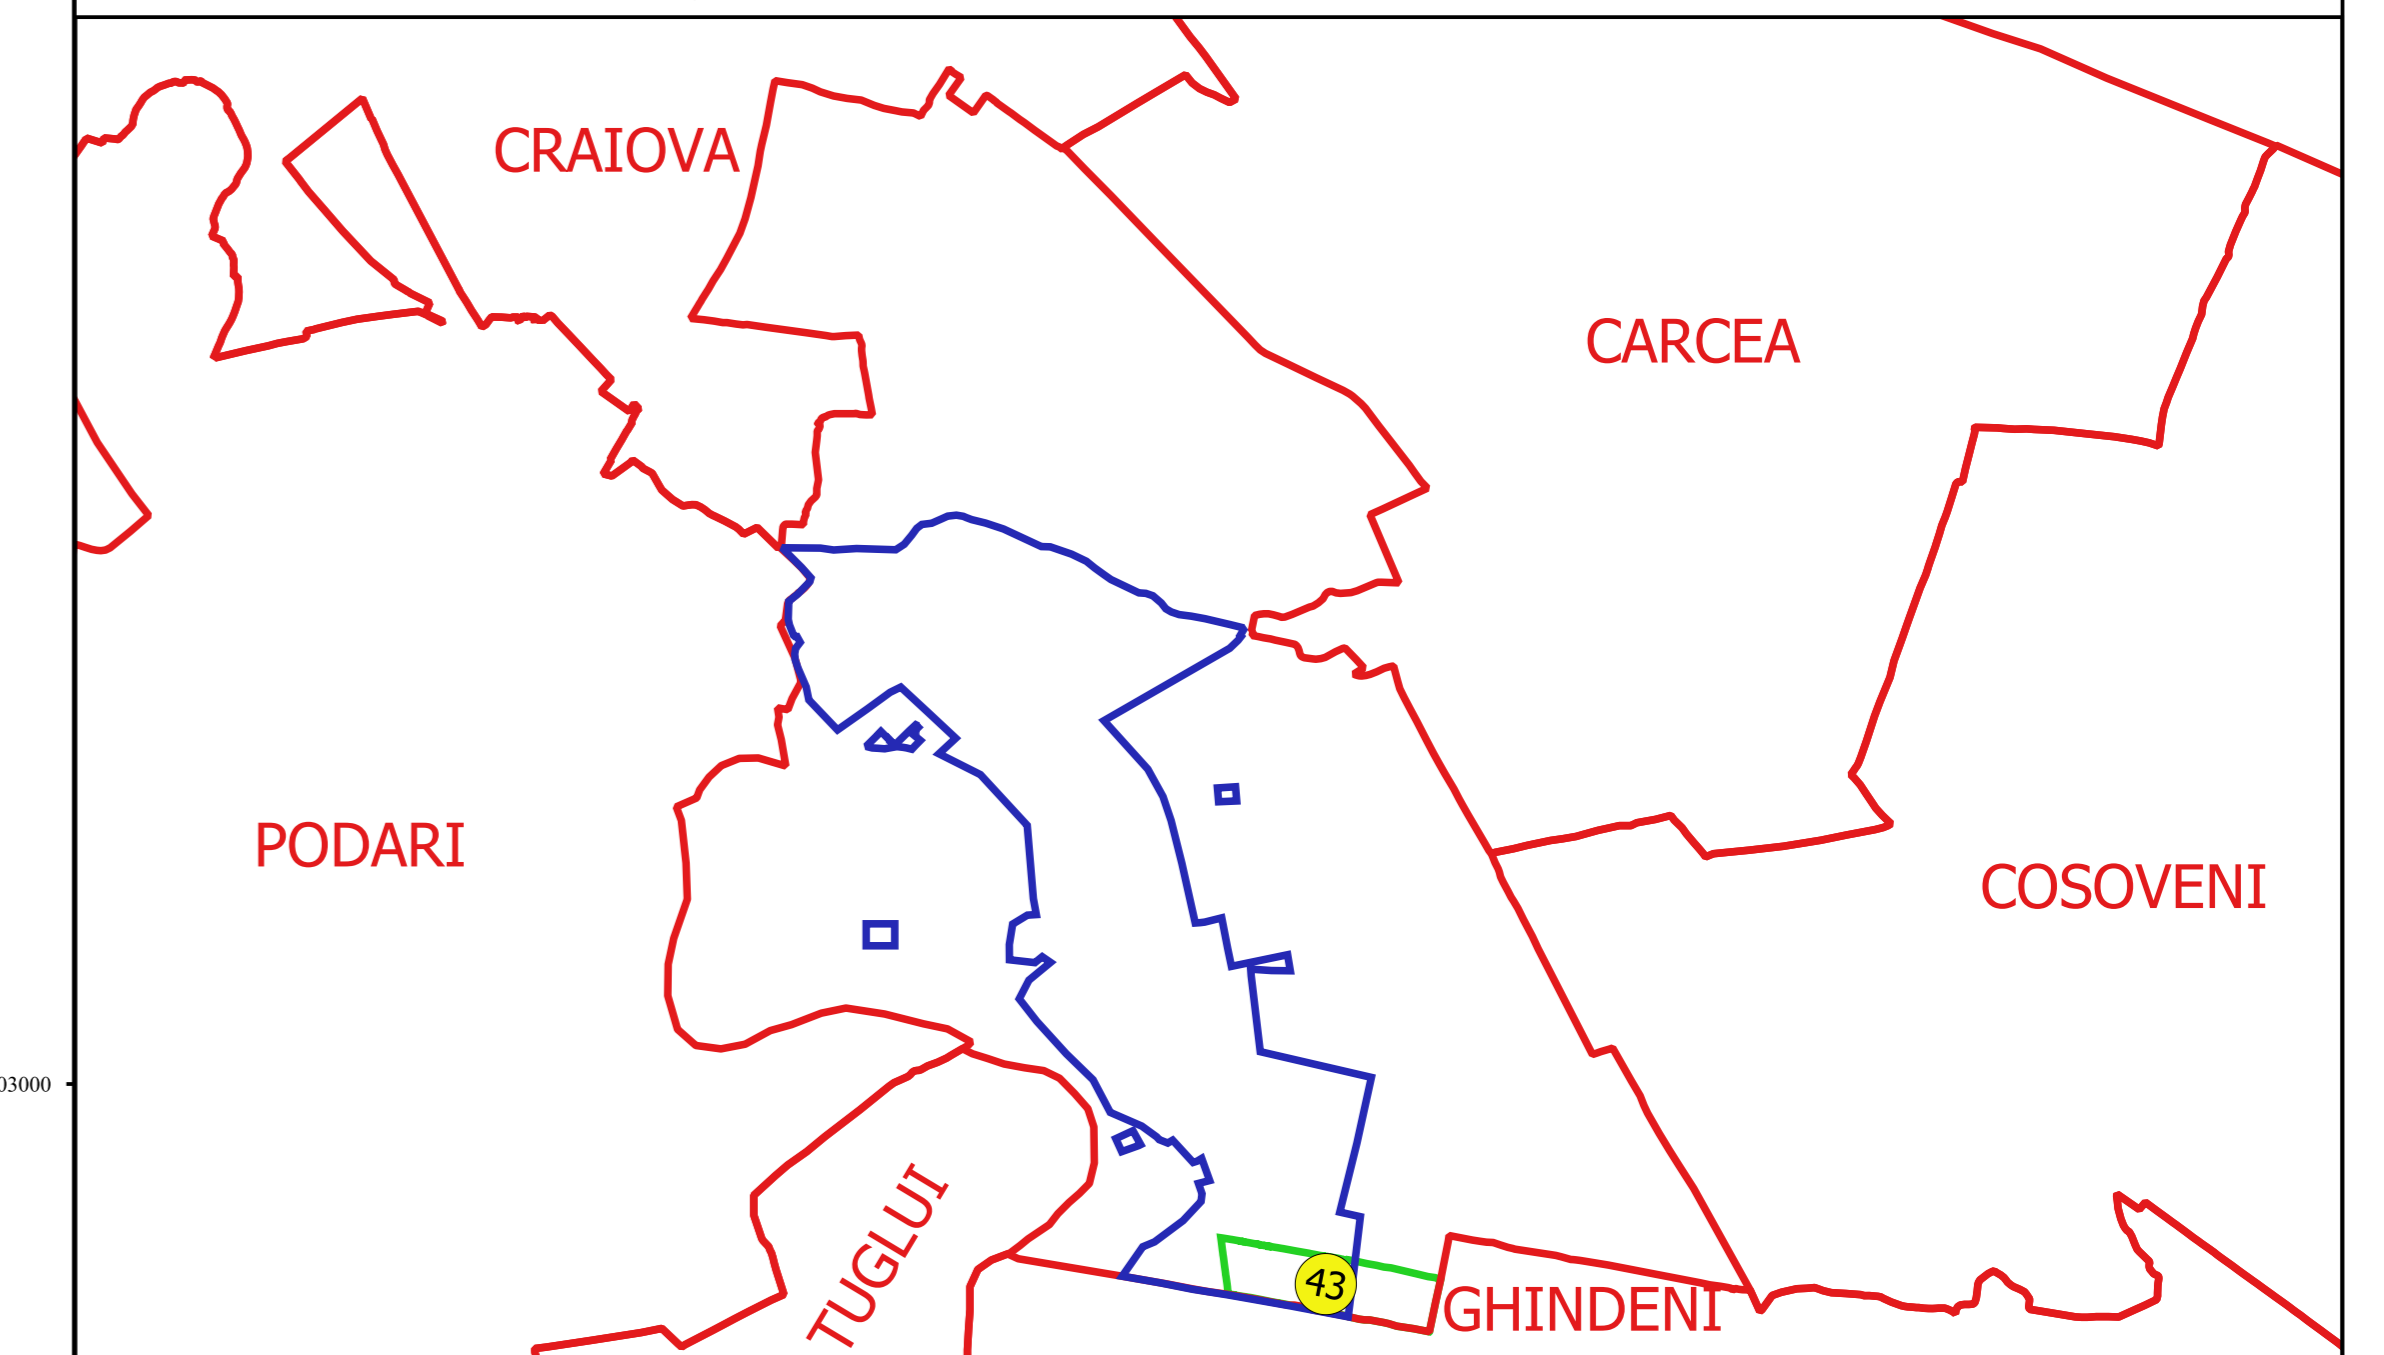 CRAIOVA
CARCEA
PODARI
COSOVENI
03000
TUGLUI
43
GHINDENI